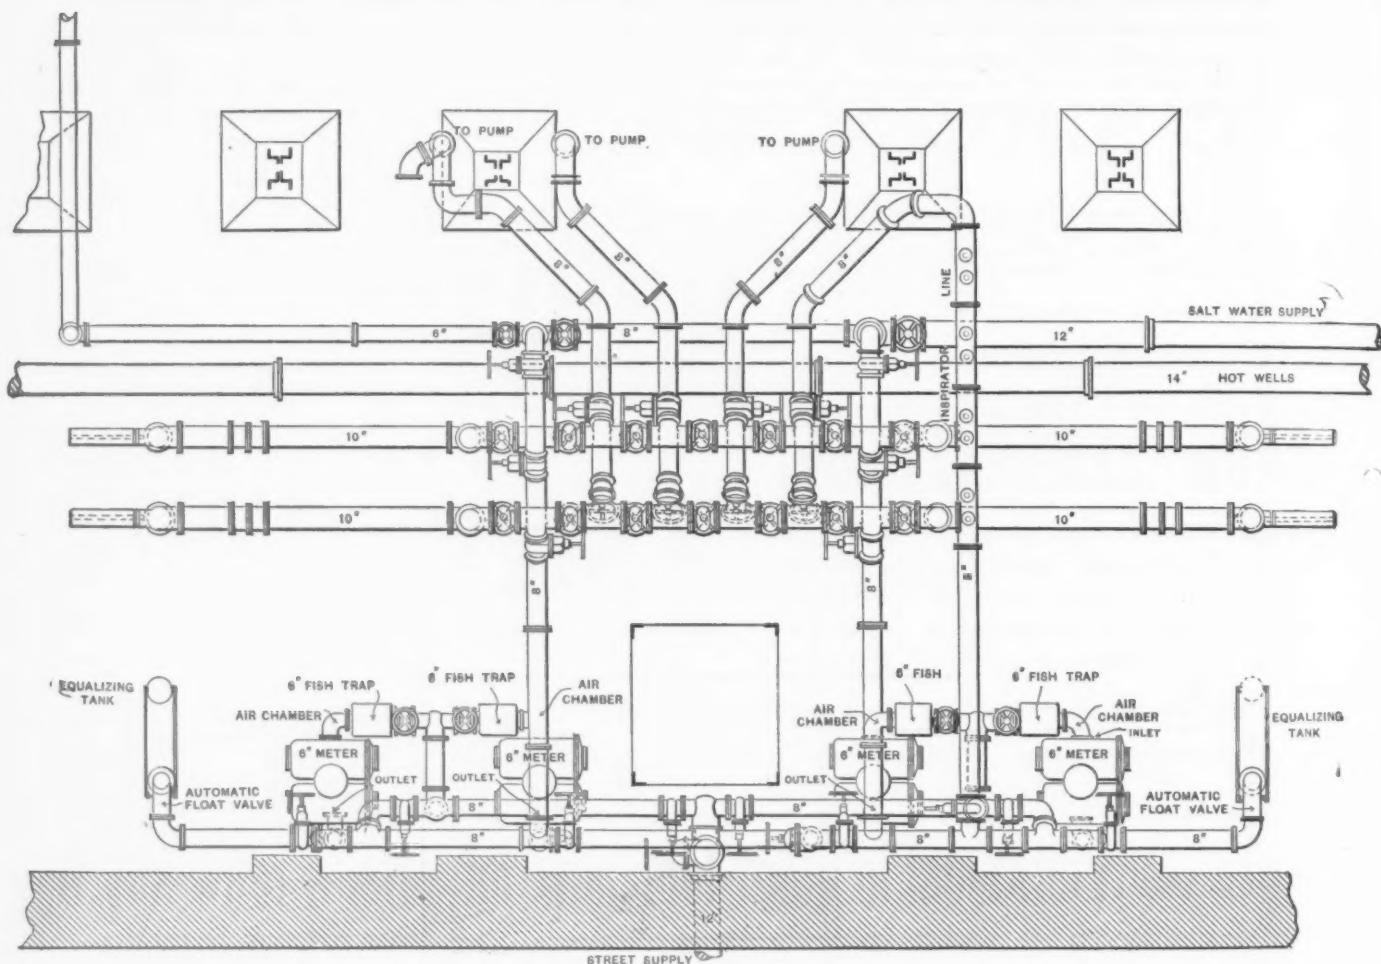 TO PUMP
TO PUMP
TO PUMP
8"
8"
8"
8"
LINE
INSPIRATOR
SALT WATER SUPPLY
6"
8"
12"
14" HOT WELLS
10"
10"
10"
10"
8"
8"
6" FISH TRAP
6" FISH TRAP
6" FISH
6" FISH TRAP
EQUALIZING
TANK
AIR CHAMBER
AIR
CHAMBER
AIR
CHAMBER
AIR
CHAMBER
INLET
EQUALIZING
TANK
6" METER
6" METER
6" METER
6" METER
OUTLET
OUTLET
OUTLET
AUTOMATIC
FLOAT VALVE
AUTOMATIC
FLOAT VALVE
8"
8"
8"
8"
8"
12"
STREET SUPPLY